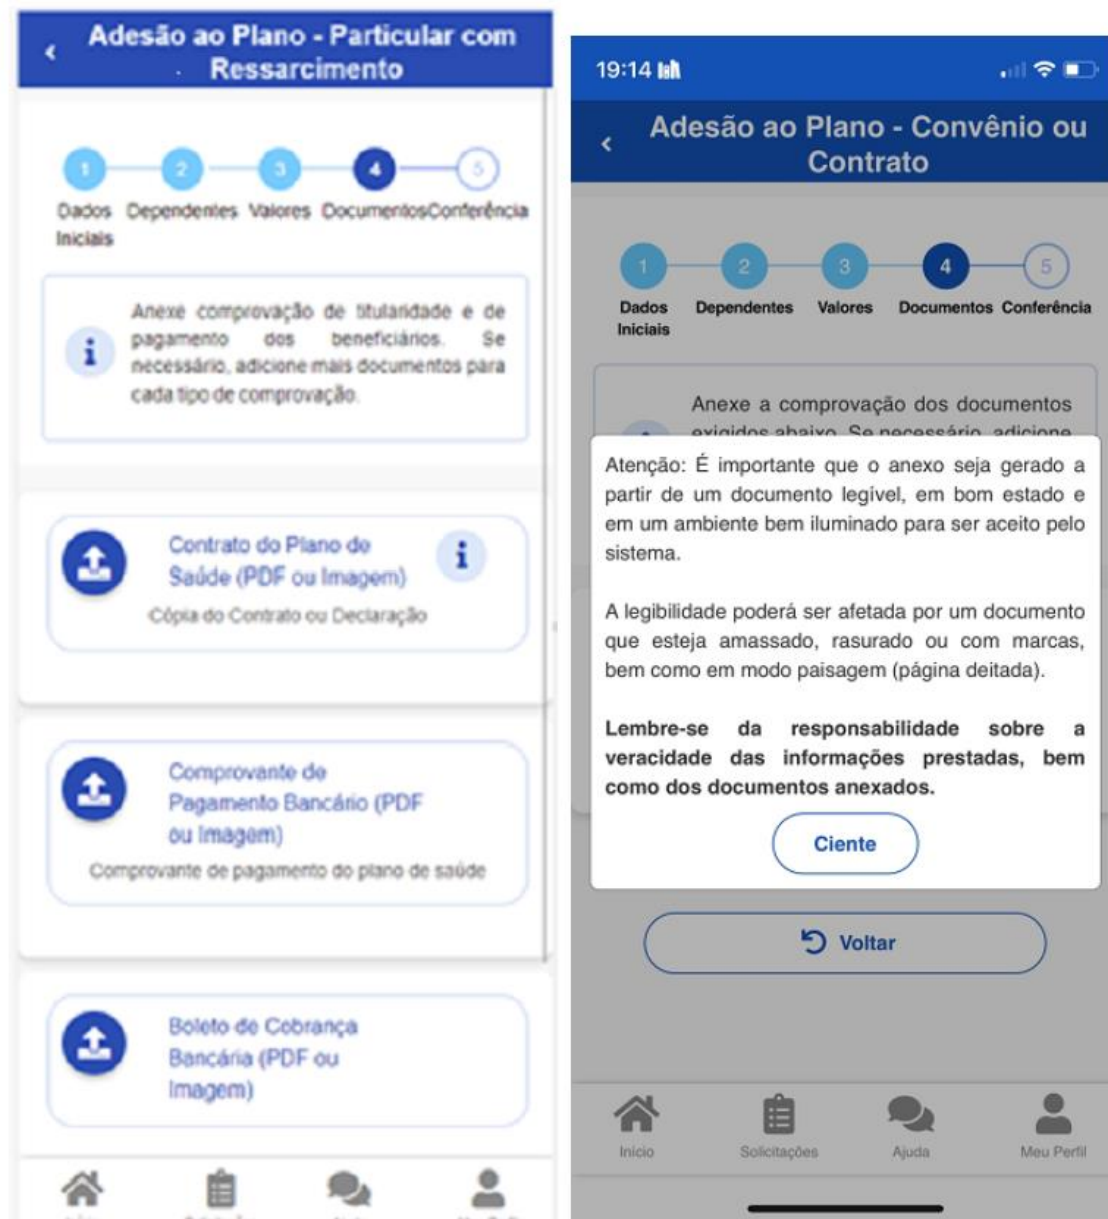 Adesão ao Plano - Particular com
Ressarcimento
1
2
3
4
5
Dados
Iniciais
Dependentes
Valores
Documentos
Conferência
Anexe comprovação de titularidade e de
pagamento dos beneficiários. Se
necessário, adicione mais documentos para
cada tipo de comprovação.
Contrato do Plano de
Saúde (PDF ou Imagem)
Cópia do Contrato ou Declaração
Comprovante de
Pagamento Bancário (PDF
ou Imagem)
Comprovante de pagamento do plano de saúde
Boleto de Cobrança
Bancária (PDF ou
Imagem)
19:14
Adesão ao Plano - Convênio ou
Contrato
1
2
3
4
5
Dados
Iniciais
Dependentes
Valores
Documentos
Conferência
Anexe a comprovação dos documentos
exigidos abaixo. Se necessário, adicione
Atenção: É importante que o anexo seja gerado a
partir de um documento legível, em bom estado e
em um ambiente bem iluminado para ser aceito pelo
sistema.
A legibilidade poderá ser afetada por um documento
que esteja amassado, rasurado ou com marcas,
bem como em modo paisagem (página deitada).
Lembre-se da responsabilidade sobre a
veracidade das informações prestadas, bem
como dos documentos anexados.
Ciente
Voltar
Inicio
Solicitações
Ajuda
Meu Perfil